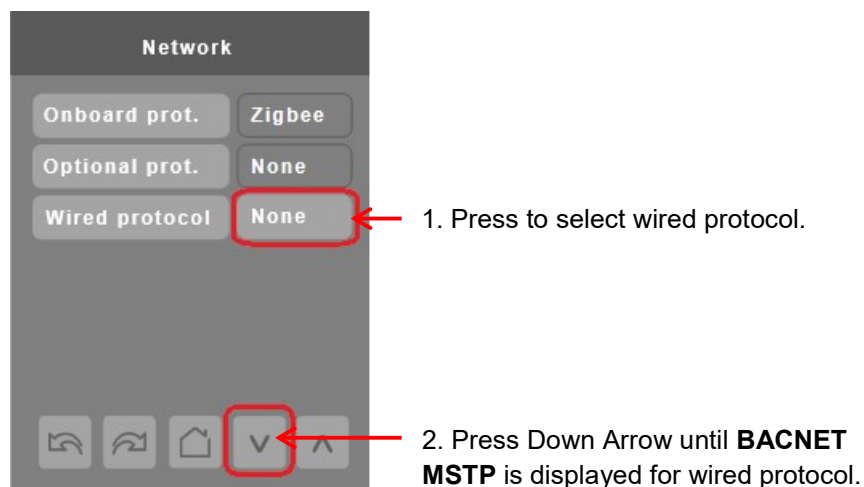 Network
Onboard prot. Zigbee
Optional prot. None
Wired protocol None
1. Press to select wired protocol.
2. Press Down Arrow until BACNET
MSTP is displayed for wired protocol.